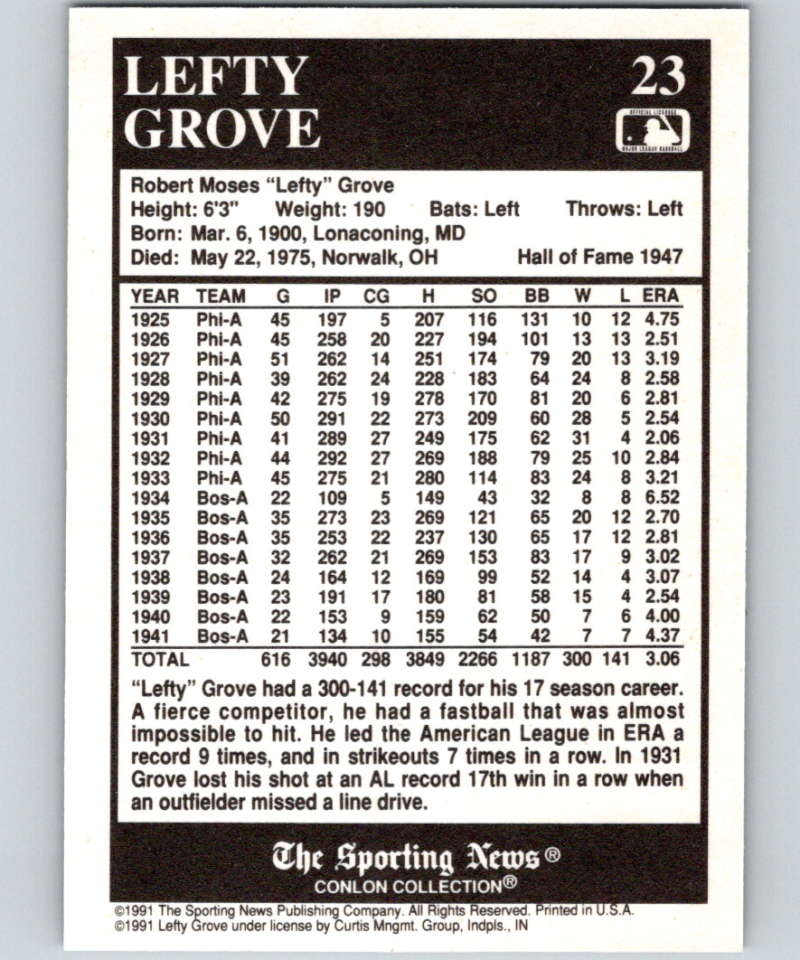 LEFTY 23
GROVE
OFFICIAL LICENSEE
MAJOR LEAGUE BASEBALL
Robert Moses “Lefty” Grove
Height: 6'3" Weight: 190 Bats: Left Throws: Left
Born: Mar. 6, 1900, Lonaconing, MD
Died: May 22, 1975, Norwalk, OH Hall of Fame 1947
YEAR TEAM G IP CG H SO BB W L ERA
1925 Phi-A 45 197 5 207 116 131 10 12 4.75
1926 Phi-A 45 258 20 227 194 101 13 13 2.51
1927 Phi-A 51 262 14 251 174 79 20 13 3.19
1928 Phi-A 39 262 24 228 183 64 24 8 2.58
1929 Phi-A 42 275 19 278 170 81 20 6 2.81
1930 Phi-A 50 291 22 273 209 60 28 5 2.54
1931 Phi-A 41 289 27 249 175 62 31 4 2.06
1932 Phi-A 44 292 27 269 188 79 25 10 2.84
1933 Phi-A 45 275 21 280 114 83 24 8 3.21
1934 Bos-A 22 109 5 149 43 32 8 8 6.52
1935 Bos-A 35 273 23 269 121 65 20 12 2.70
1936 Bos-A 35 253 22 237 130 65 17 12 2.81
1937 Bos-A 32 262 21 269 153 83 17 9 3.02
1938 Bos-A 24 164 12 169 99 52 14 4 3.07
1939 Bos-A 23 191 17 180 81 58 15 4 2.54
1940 Bos-A 22 153 9 159 62 50 7 6 4.00
1941 Bos-A 21 134 10 155 54 42 7 7 4.37
TOTAL 616 3940 298 3849 2266 1187 300 141 3.06
“Lefty” Grove had a 300-141 record for his 17 season career.
A fierce competitor, he had a fastball that was almost
impossible to hit. He led the American League in ERA a
record 9 times, and in strikeouts 7 times in a row. In 1931
Grove lost his shot at an AL record 17th win in a row when
an outfielder missed a line drive.
The Sporting News®
CONLON COLLECTION®
©1991 The Sporting News Publishing Company. All Rights Reserved. Printed in U.S.A.
©1991 Lefty Grove under license by Curtis Mngmt. Group, Indpls., IN